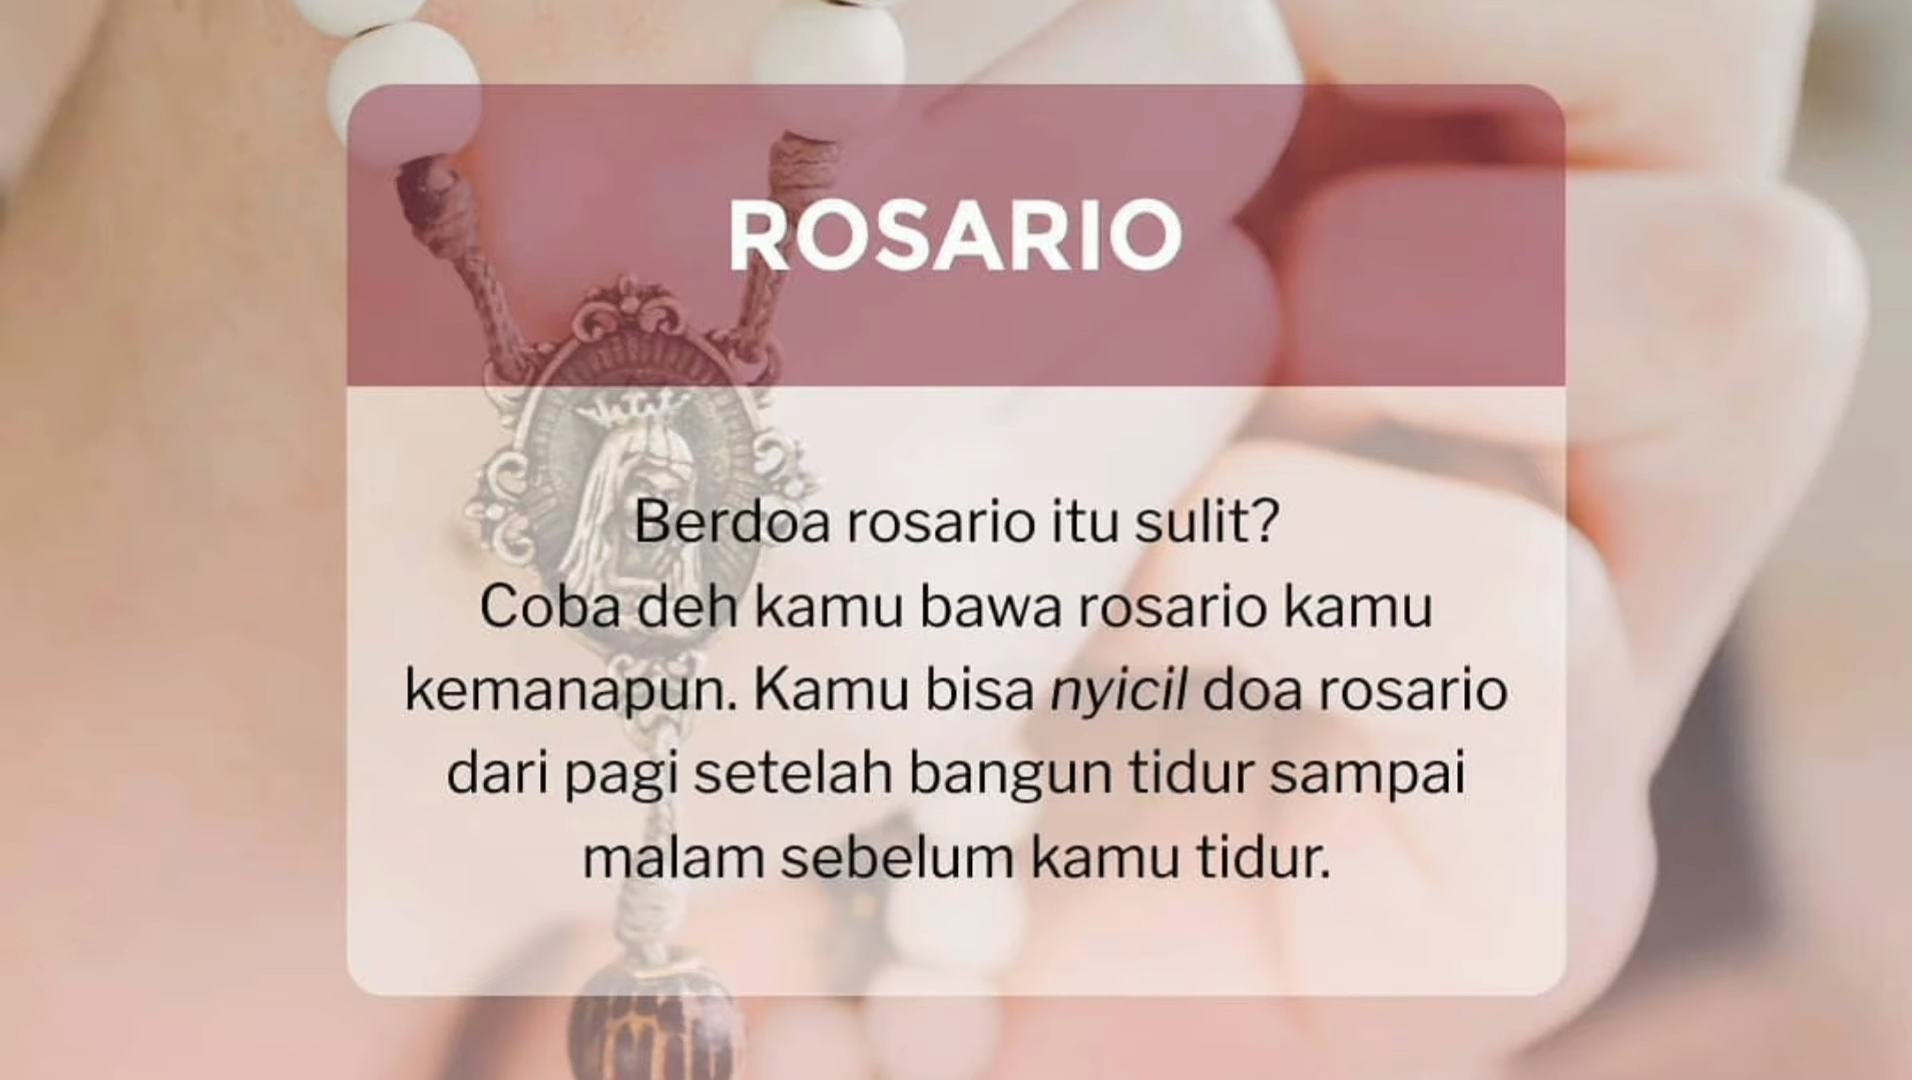 ROSARIO
Berdoa rosario itu sulit?
Coba deh kamu bawa rosario kamu
kemanapun. Kamu bisa nyicil doa rosario
dari pagi setelah bangun tidur sampai
malam sebelum kamu tidur.